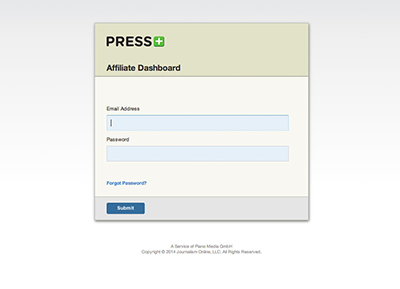 PRESS+
Affiliate Dashboard
Email Address
Password
Forgot Password?
Submit
A Service of Piano Media GmbH
Copyright © 2014 Journalism Online, LLC. All Rights Reserved.